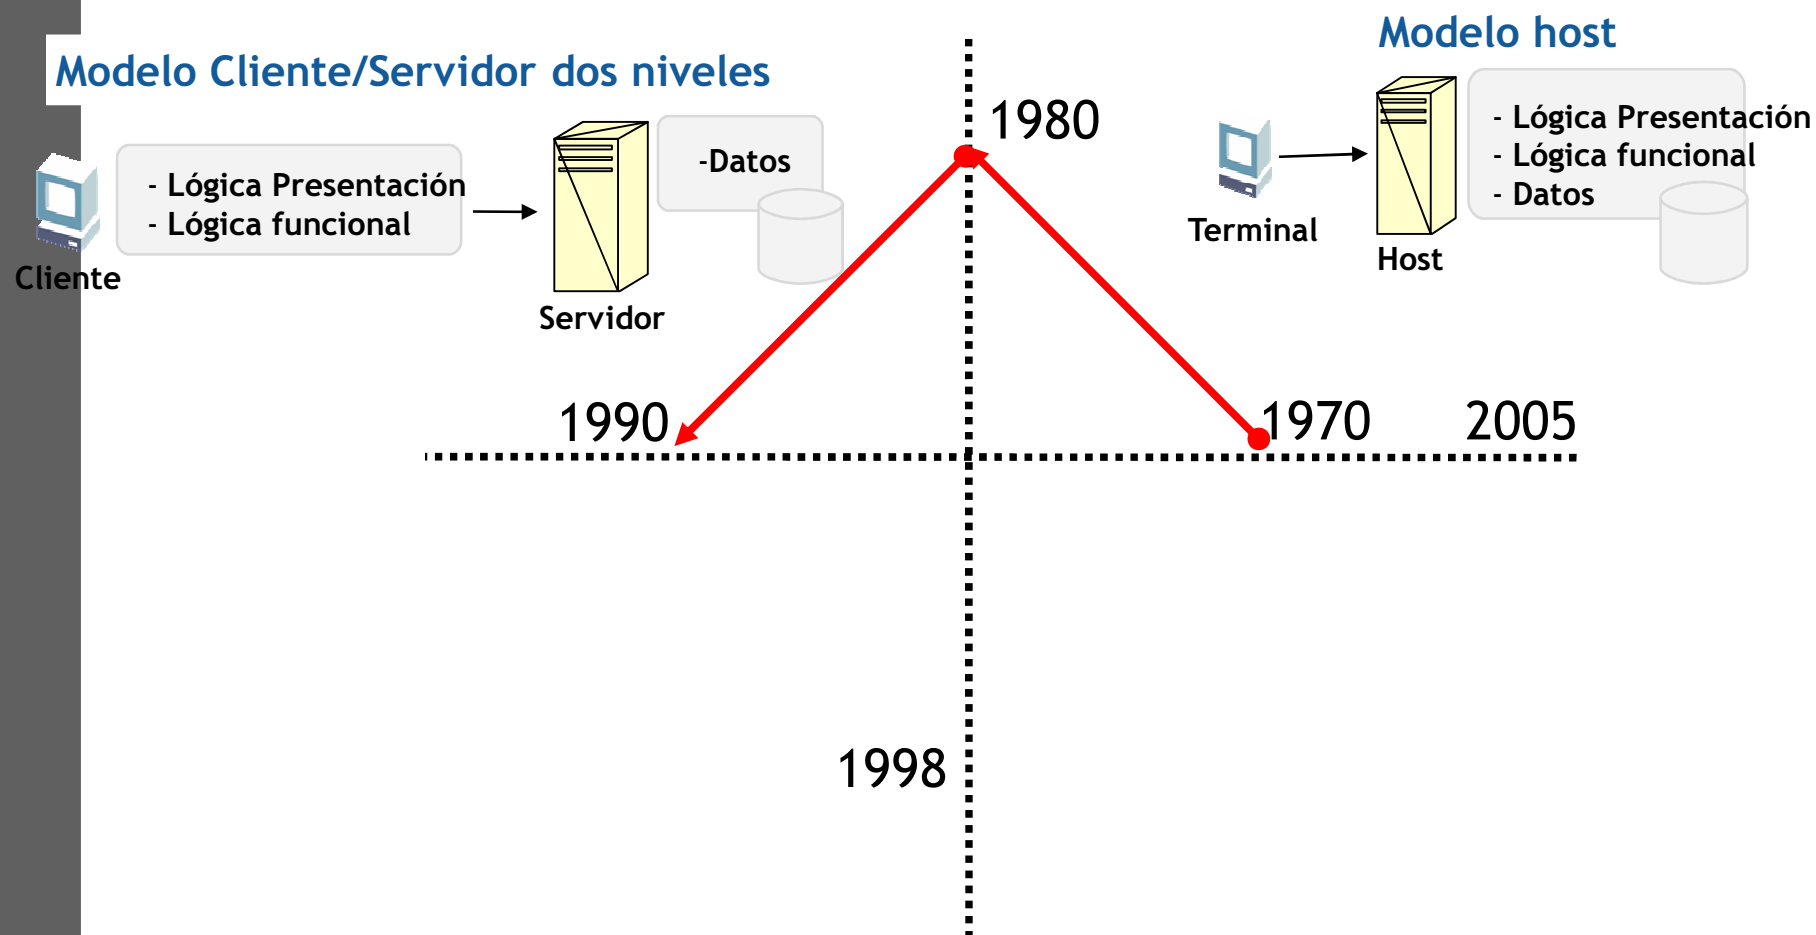 Modelo Cliente/Servidor dos niveles
- Lógica Presentación
- Lógica funcional
Cliente
Servidor
-Datos
Modelo host
1980
- Lógica Presentación
- Lógica funcional
- Datos
Terminal
Host
1990
1970
2005
1998